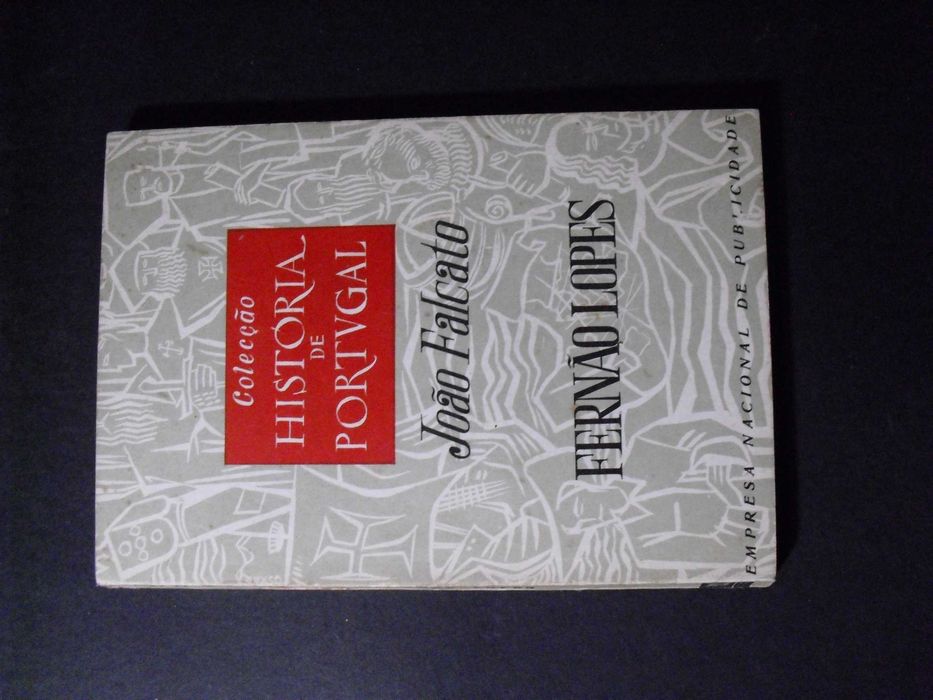 Colecção
HISTÓRIA
DE
PORTVGAL
João Falcato
FERNÃO LOPES
EMPRESA NACIONAL DE PUBLICIDADE